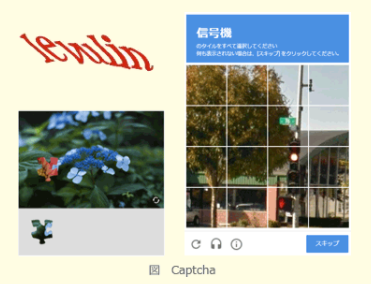 levulin
信号機
のタイルをすべて選択してください
何も表示されない場合は、[スキップ]をクリックしてください。
スキップ
図 Captcha